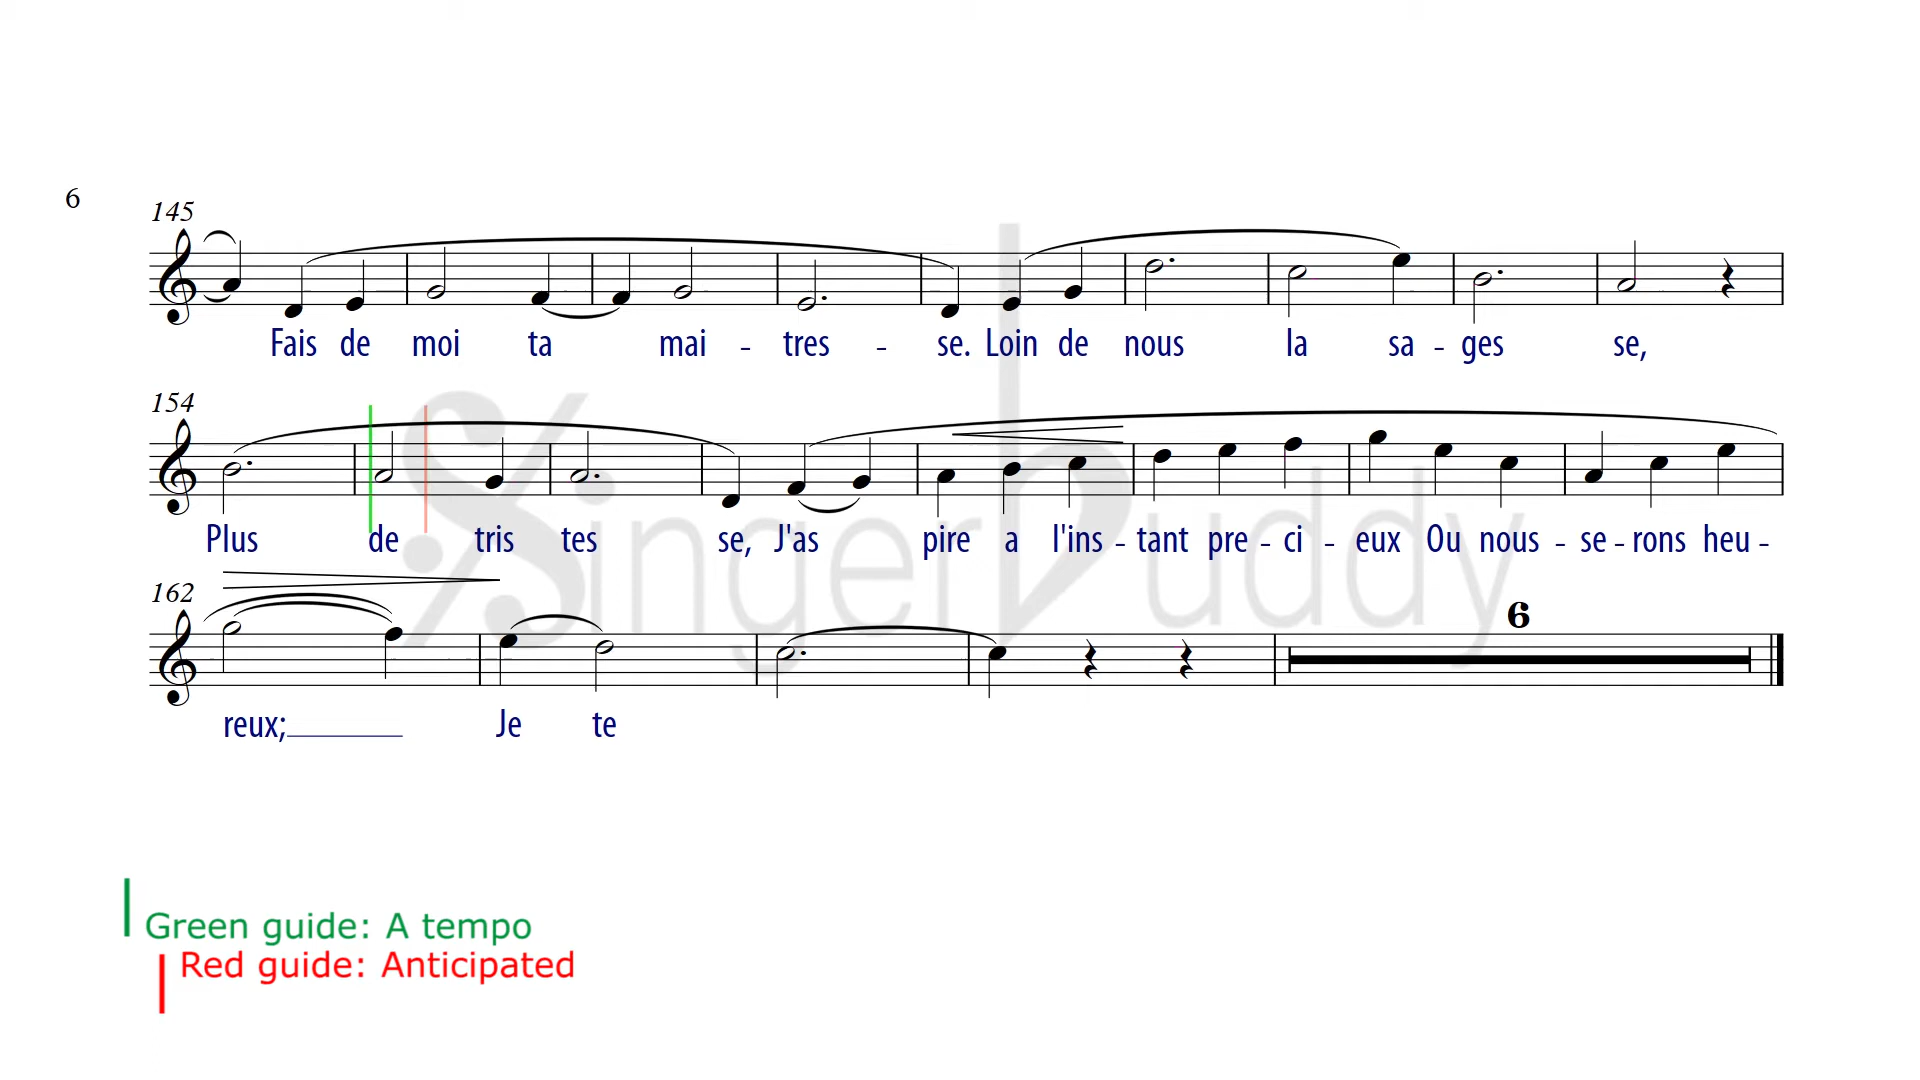 6
145
Fais de moi ta mai - tres - se. Loin de nous la sa - ges se,
154
Plus de tris tes se, J'as pire a l'ins - tant pre - ci - eux Ou nous - se - rons heu -
162
6
reux; Je te
SingerBuddy
Green guide: A tempo
Red guide: Anticipated